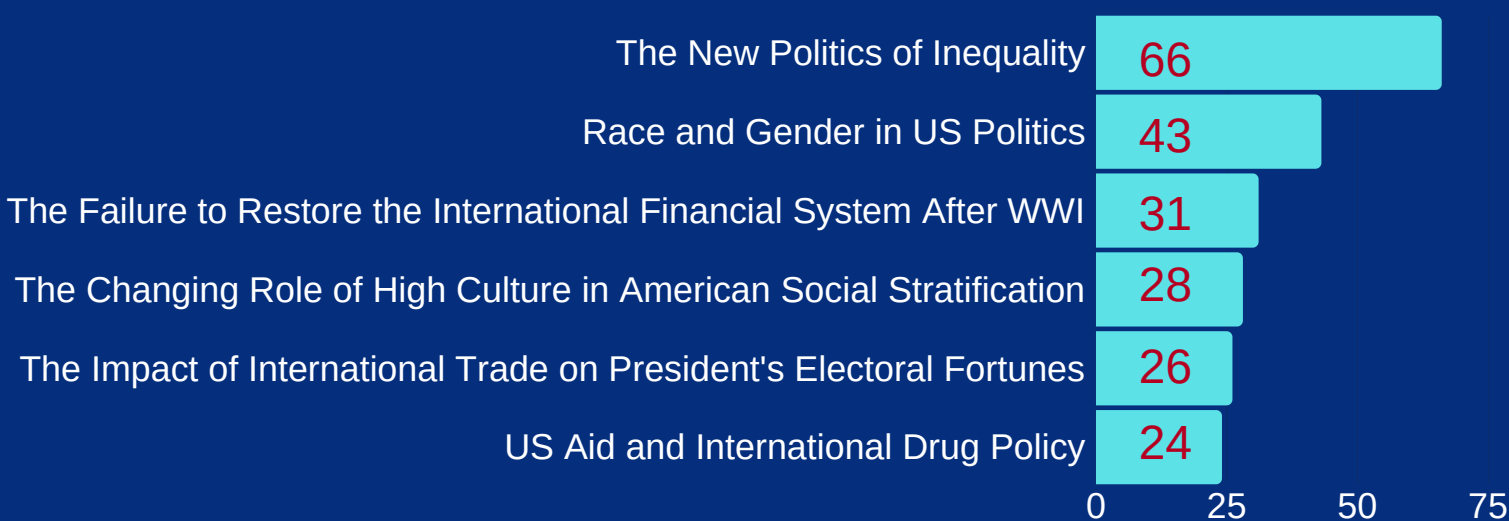 The New Politics of Inequality 66
Race and Gender in US Politics 43
The Failure to Restore the International Financial System After WWI 31
The Changing Role of High Culture in American Social Stratification 28
The Impact of International Trade on President's Electoral Fortunes 26
US Aid and International Drug Policy 24
0 25 50 75